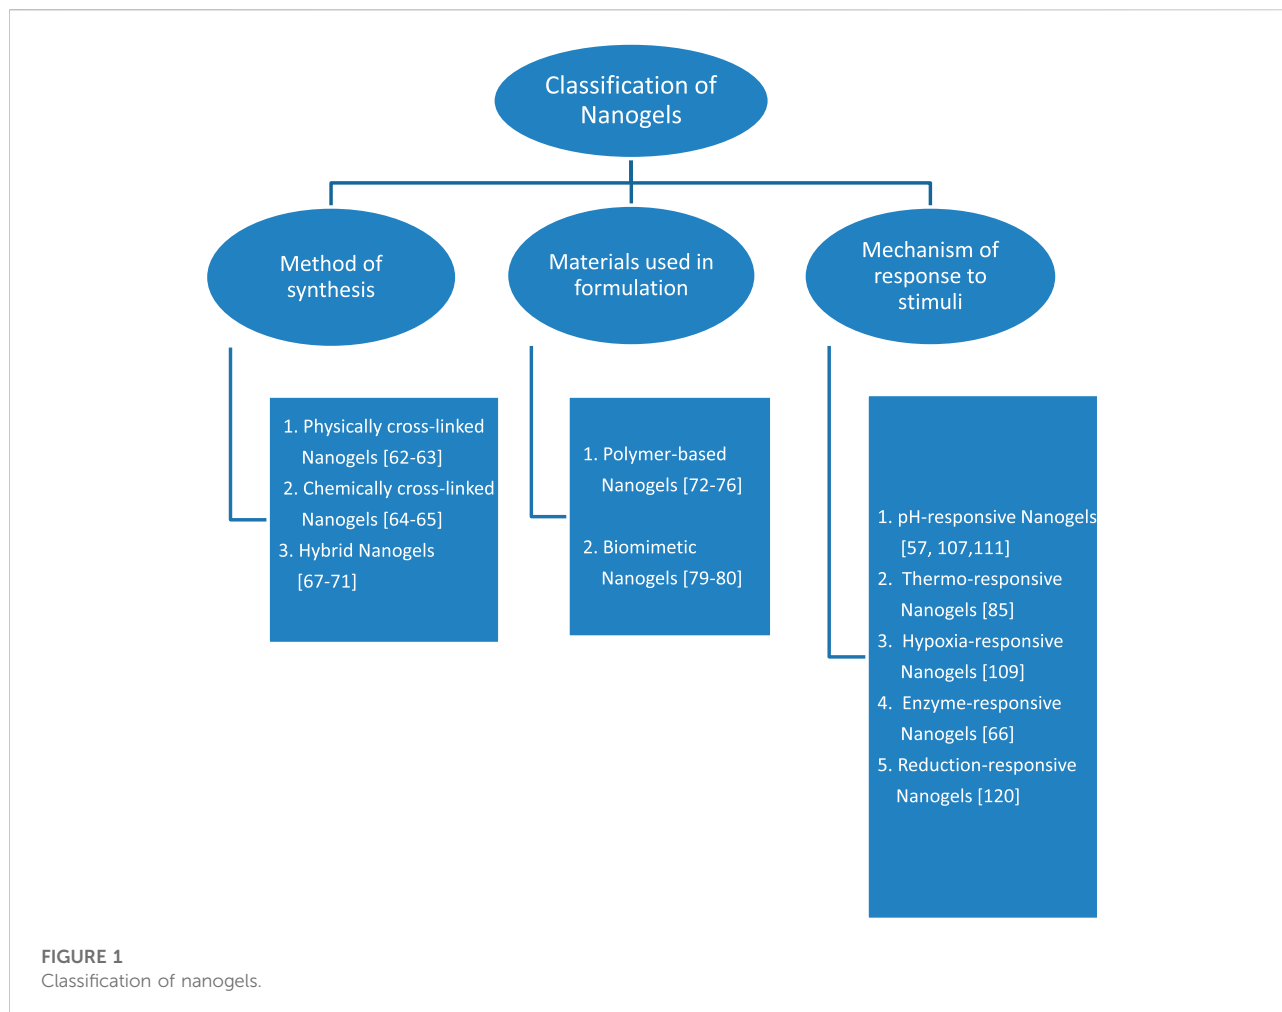 Classification of
Nanogels
Method of
synthesis
Materials used in
formulation
Mechanism of
response to
stimuli
1. Physically cross-linked
Nanogels [62-63]
2. Chemically cross-linked
Nanogels [64-65]
3. Hybrid Nanogels
[67-71]
1. Polymer-based
Nanogels [72-76]
2. Biomimetic
Nanogels [79-80]
1. pH-responsive Nanogels
[57, 107,111]
2. Thermo-responsive
Nanogels [85]
3. Hypoxia-responsive
Nanogels [109]
4. Enzyme-responsive
Nanogels [66]
5. Reduction-responsive
Nanogels [120]
FIGURE 1
Classification of nanogels.